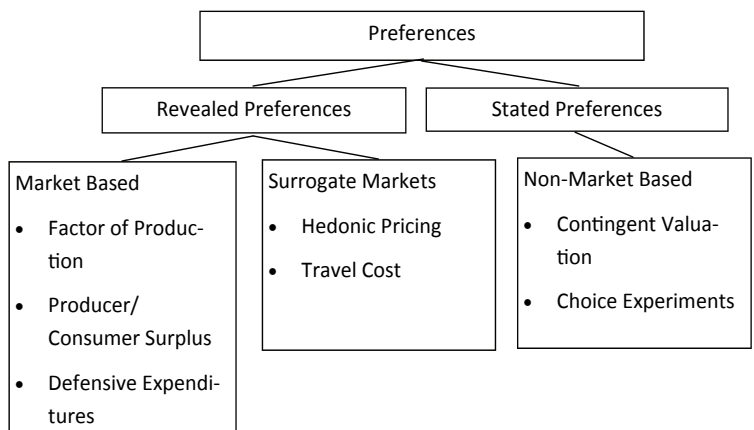 Preferences
Revealed Preferences
Stated Preferences
Market Based
• Factor of Produc-
tion
• Producer/
Consumer Surplus
• Defensive Expendi-
tures
Surrogate Markets
• Hedonic Pricing
• Travel Cost
Non-Market Based
• Contingent Valua-
tion
• Choice Experiments